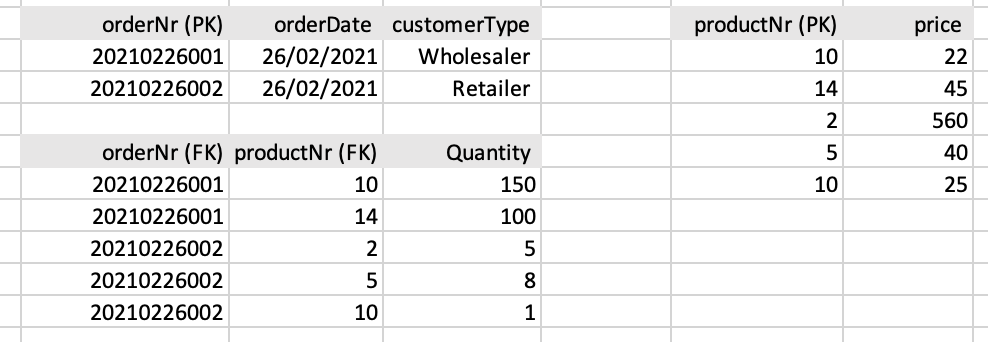 orderNr (PK) orderDate customerType
20210226001 26/02/2021 Wholesaler
20210226002 26/02/2021 Retailer
orderNr (FK) productNr (FK) Quantity
20210226001 10 150
20210226001 14 100
20210226002 2 5
20210226002 5 8
20210226002 10 1
productNr (PK) price
10 22
14 45
2 560
5 40
10 25